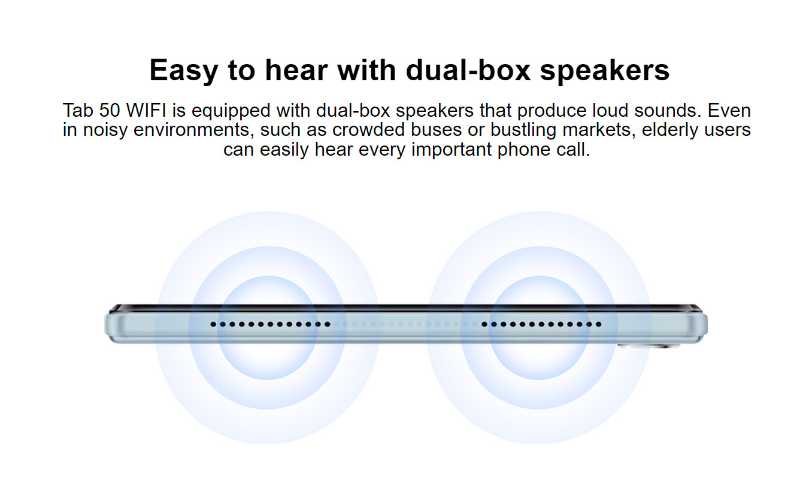 Easy to hear with dual-box speakers
Tab 50 WIFI is equipped with dual-box speakers that produce loud sounds. Even
in noisy environments, such as crowded buses or bustling markets, elderly users
can easily hear every important phone call.